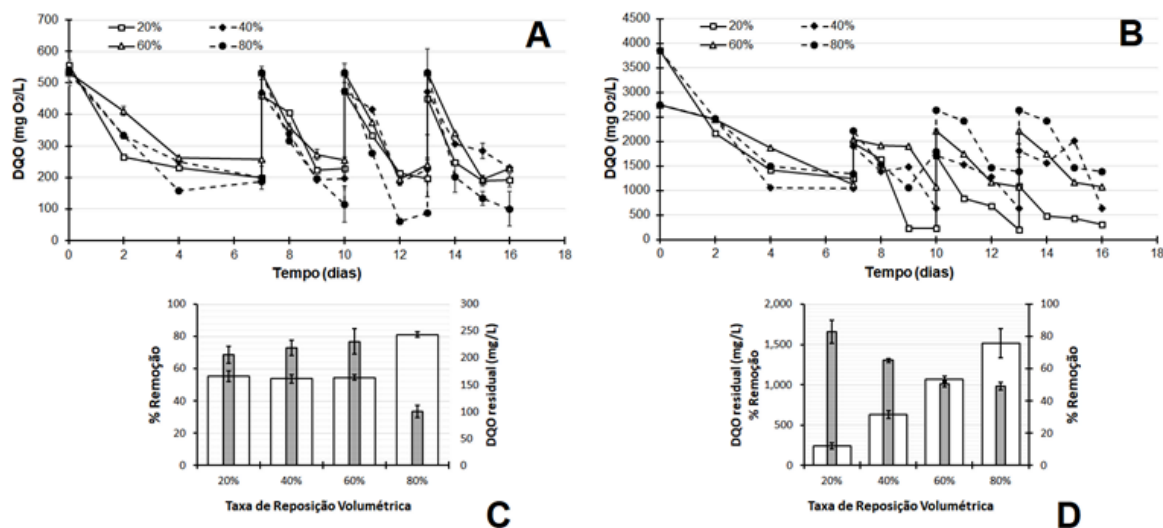 700
600
500
400
300
200
100
0
DQO (mg O2/L)
20%
40%
60%
80%
A
0 2 4 6 8 10 12 14 16 18
Tempo (dias)
4500
4000
3500
3000
2500
2000
1500
1000
500
0
DQO (mg O2/L)
20%
40%
60%
80%
B
0 2 4 6 8 10 12 14 16 18
Tempo (dias)
100
80
60
40
20
0
% Remoção
300
250
200
150
100
50
0
DQO residual (mg/L)
20% 40% 60% 80%
Taxa de Reposição Volumétrica
C
2,000
1,500
1,000
500
0
DQO residual (mg/L)
% Remoção
100
80
60
40
20
0
% Remoção
20% 40% 60% 80%
Taxa de Reposição Volumétrica
D